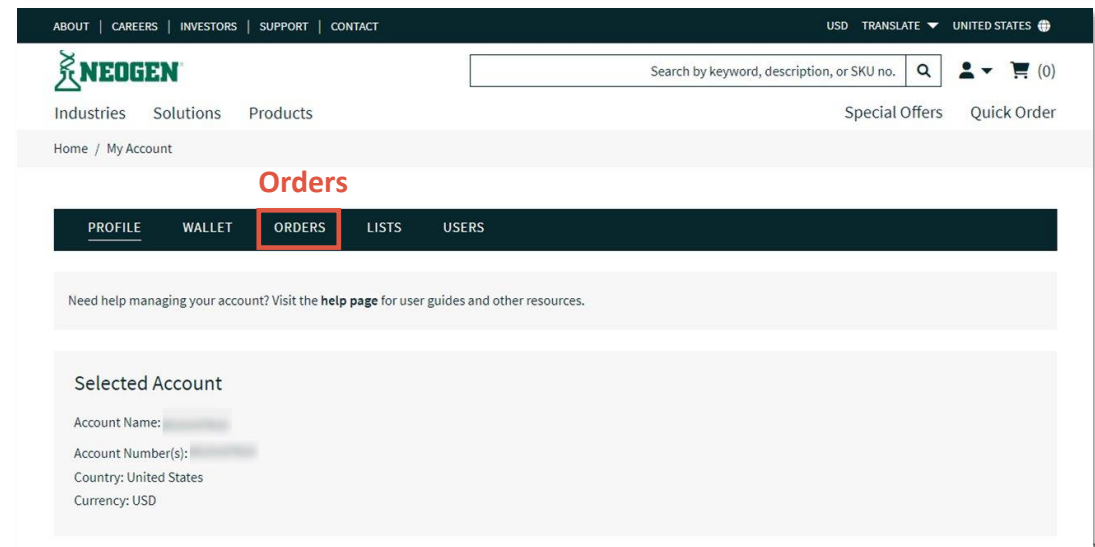 ABOUT | CAREERS | INVESTORS | SUPPORT | CONTACT USD TRANSLATE UNITED STATES
NEOGEN
Search by keyword, description, or SKU no. (0)
Industries Solutions Products Special Offers Quick Order
Home / My Account
Orders
PROFILE WALLET ORDERS LISTS USERS
Need help managing your account? Visit the help page for user guides and other resources.
Selected Account
Account Name:
Account Number(s):
Country: United States
Currency: USD